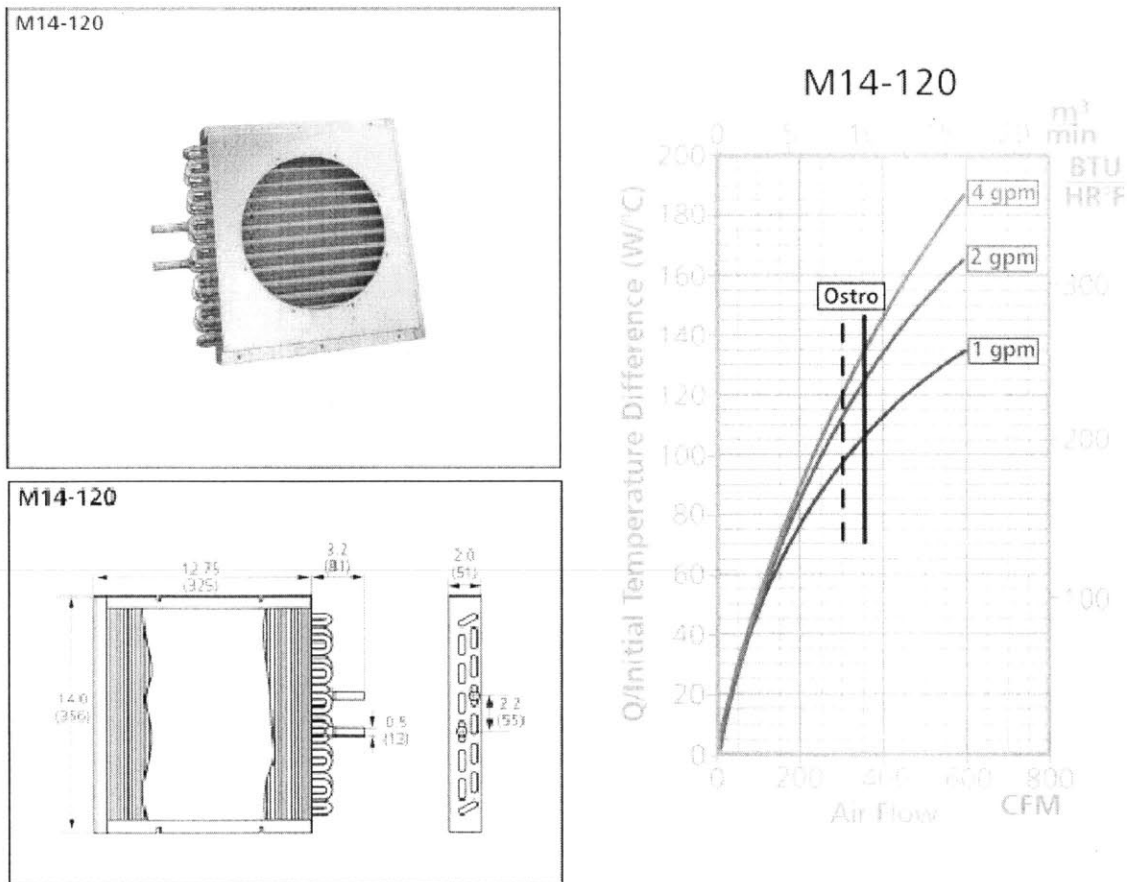 M14-120
M14-120
12.75
(325)
3.2
(81)
2.0
(51)
14.0
(356)
0.5
(13)
2.2
(55)
M14-120
m³
min
0 5 10 20
BTU
HR°F
Q/Initial Temperature Difference (W/°C)
200
180
160
140
120
100
80
60
40
20
0
4 gpm
2 gpm
1 gpm
Ostro
300
200
100
0 200 400 600 800
Air Flow
CFM